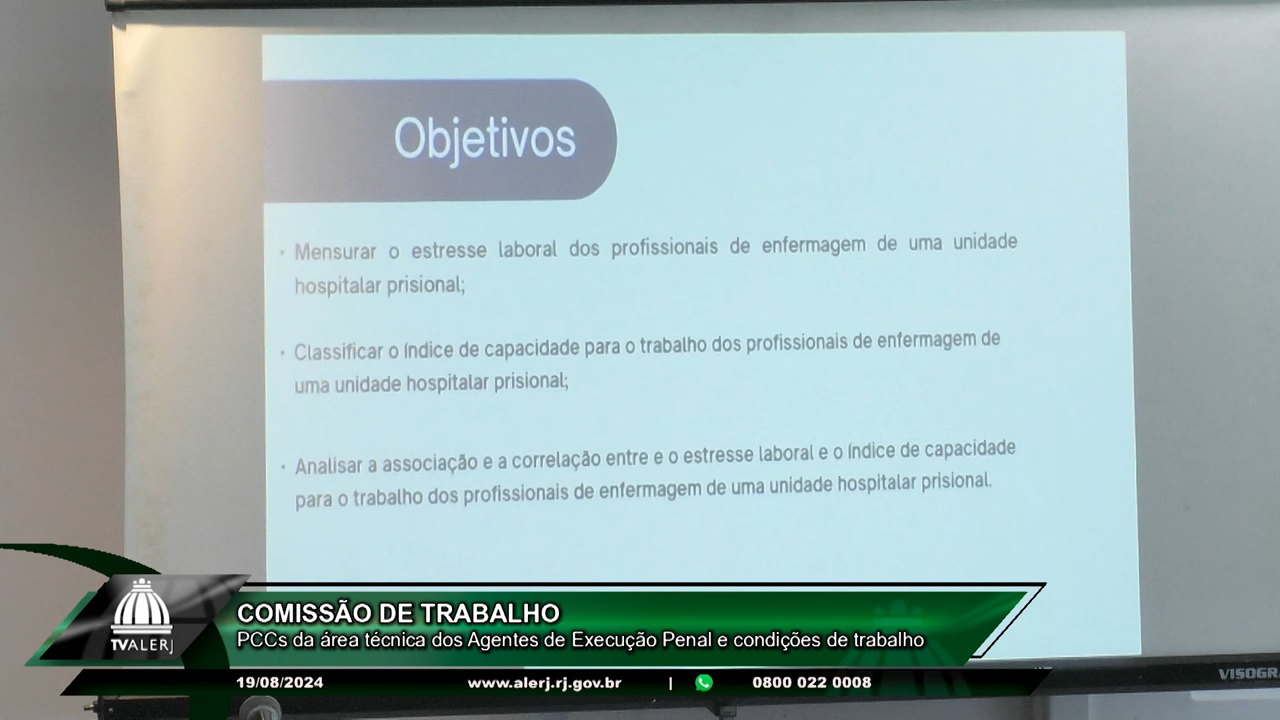 Objetivos
• Mensurar o estresse laboral dos profissionais de enfermagem de uma unidade
hospitalar prisional;
• Classificar o índice de capacidade para o trabalho dos profissionais de enfermagem de
uma unidade hospitalar prisional;
• Analisar a associação e a correlação entre e o estresse laboral e o índice de capacidade
para o trabalho dos profissionais de enfermagem de uma unidade hospitalar prisional.
COMISSÃO DE TRABALHO
PCCs da área técnica dos Agentes de Execução Penal e condições de trabalho
TVALERJ
19/08/2024 www.alerj.rj.gov.br | 0800 022 0008
VISOGRA